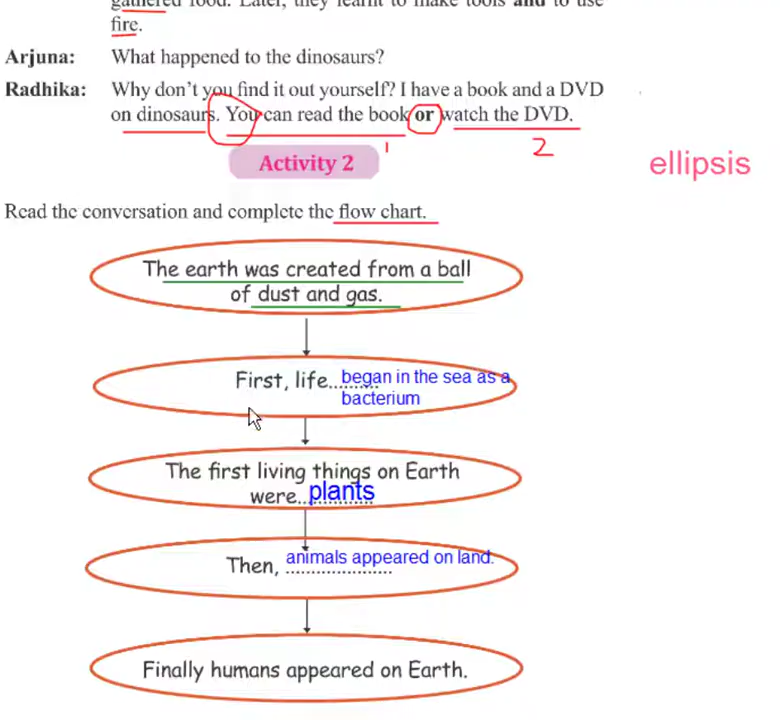 gathered food. Later, they learnt to make tools and to use
fire.
Arjuna: What happened to the dinosaurs?
Radhika: Why don't you find it out yourself? I have a book and a DVD
on dinosaurs. You can read the book or watch the DVD.
1 2
Activity 2
ellipsis
Read the conversation and complete the flow chart.
The earth was created from a ball
of dust and gas.
First, life.......... began in the sea as a
bacterium
The first living things on Earth
were.............. plants
Then, ..................... animals appeared on land.
Finally humans appeared on Earth.